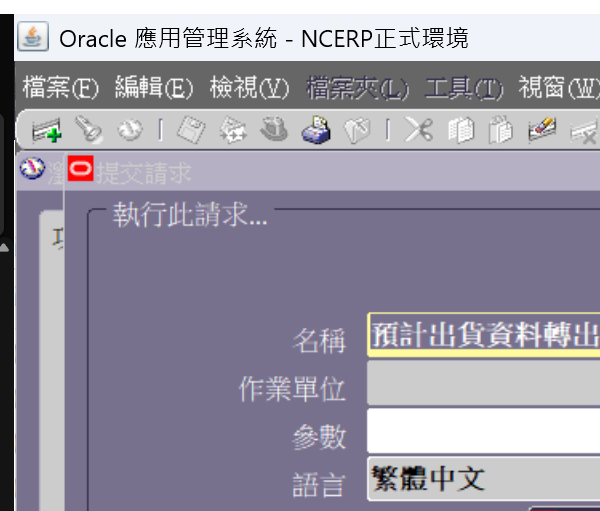 Oracle 應用管理系統 - NCERP正式環境
檔案(F) 編輯(E) 檢視(V) 檔案夾(L) 工具(T) 視窗(W)
提交請求
執行此請求...
名稱 預計出貨資料轉出
作業單位
參數
語言 繁體中文